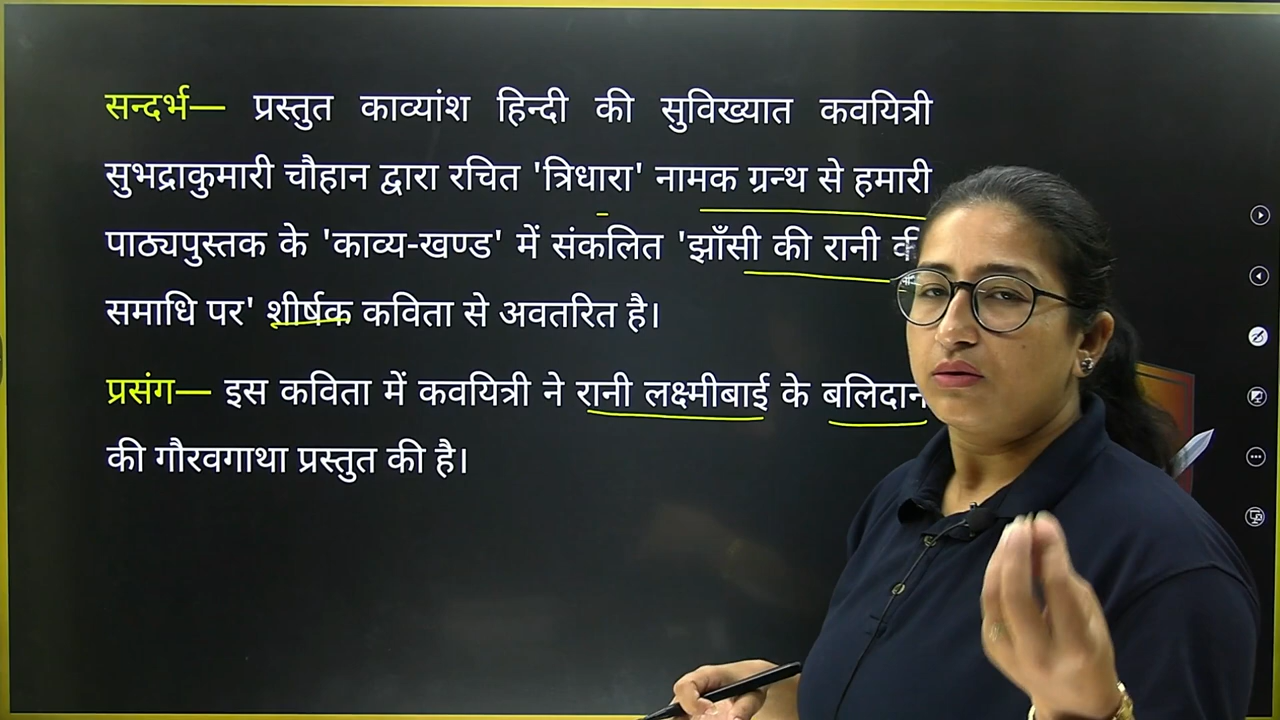 सन्दर्भ— प्रस्तुत काव्यांश हिन्दी की सुविख्यात कवयित्री
सुभद्राकुमारी चौहान द्वारा रचित 'त्रिधारा' नामक ग्रन्थ से हमारी
पाठ्यपुस्तक के 'काव्य-खण्ड' में संकलित 'झाँसी की रानी की
समाधि पर' शीर्षक कविता से अवतरित है।
प्रसंग— इस कविता में कवयित्री ने रानी लक्ष्मीबाई के बलिदान
की गौरवगाथा प्रस्तुत की है।